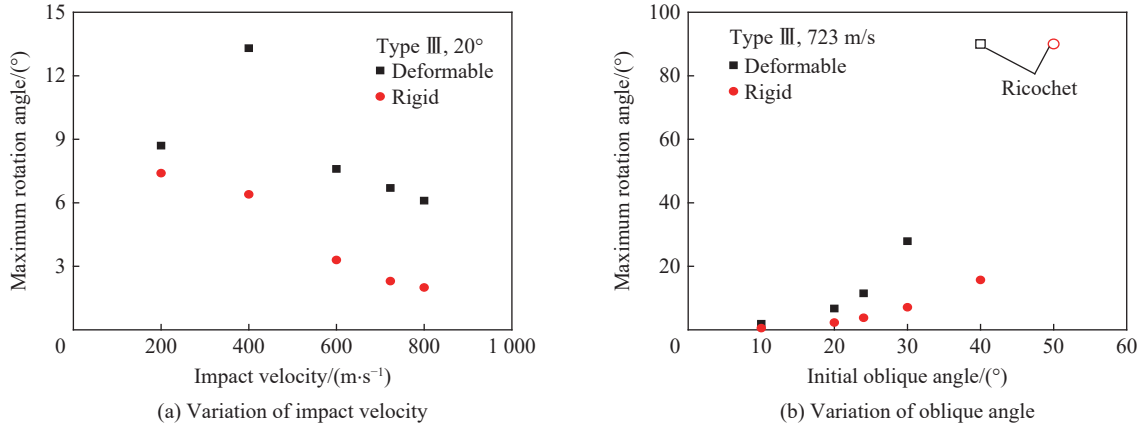 15
12
9
6
3
0
200
400
600
800
1 000
Maximum rotation angle/(°)
Impact velocity/(m·s⁻¹)
Type Ⅲ, 20°
Deformable
Rigid
(a) Variation of impact velocity
100
80
60
40
20
0
10
20
30
40
50
60
Maximum rotation angle/(°)
Initial oblique angle/(°)
Type Ⅲ, 723 m/s
Deformable
Rigid
Ricochet
(b) Variation of oblique angle